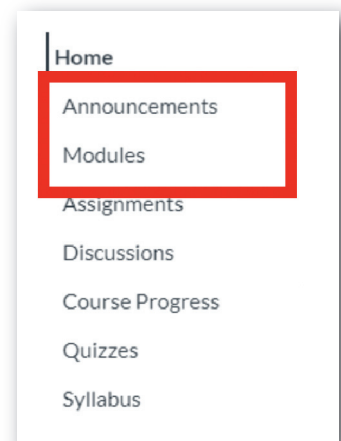 Home
Announcements
Modules
Assignments
Discussions
Course Progress
Quizzes
Syllabus